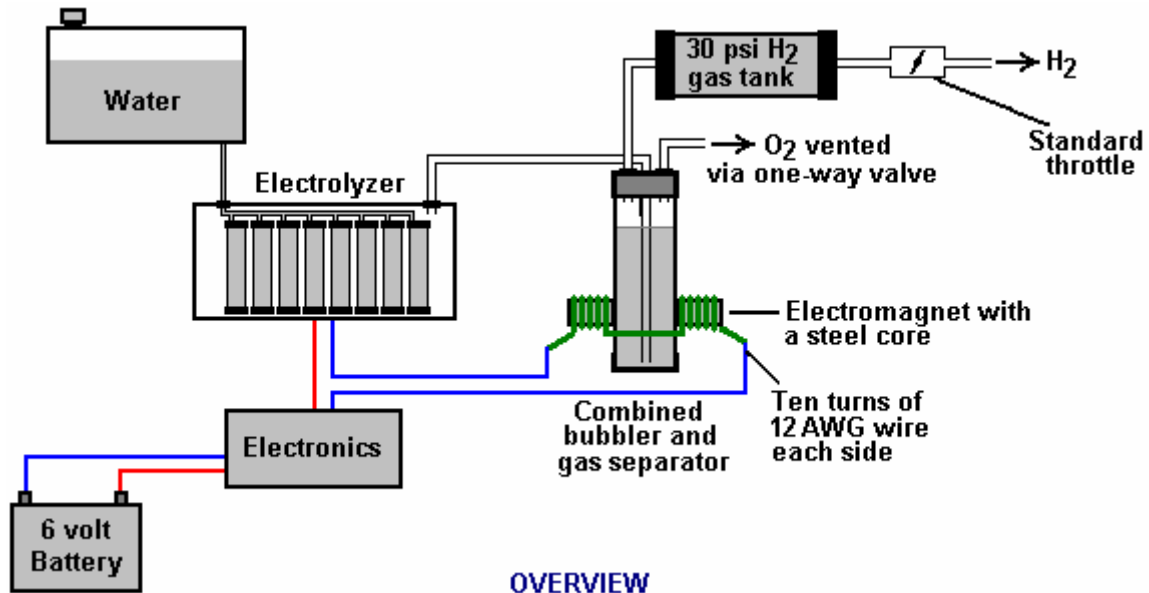 30 psi H2
gas tank
H2
Water
Standard
throttle
O2 vented
via one-way valve
Electrolyzer
Electromagnet with
a steel core
Combined
bubbler and
gas separator
Ten turns of
12 AWG wire
each side
Electronics
6 volt
Battery
OVERVIEW